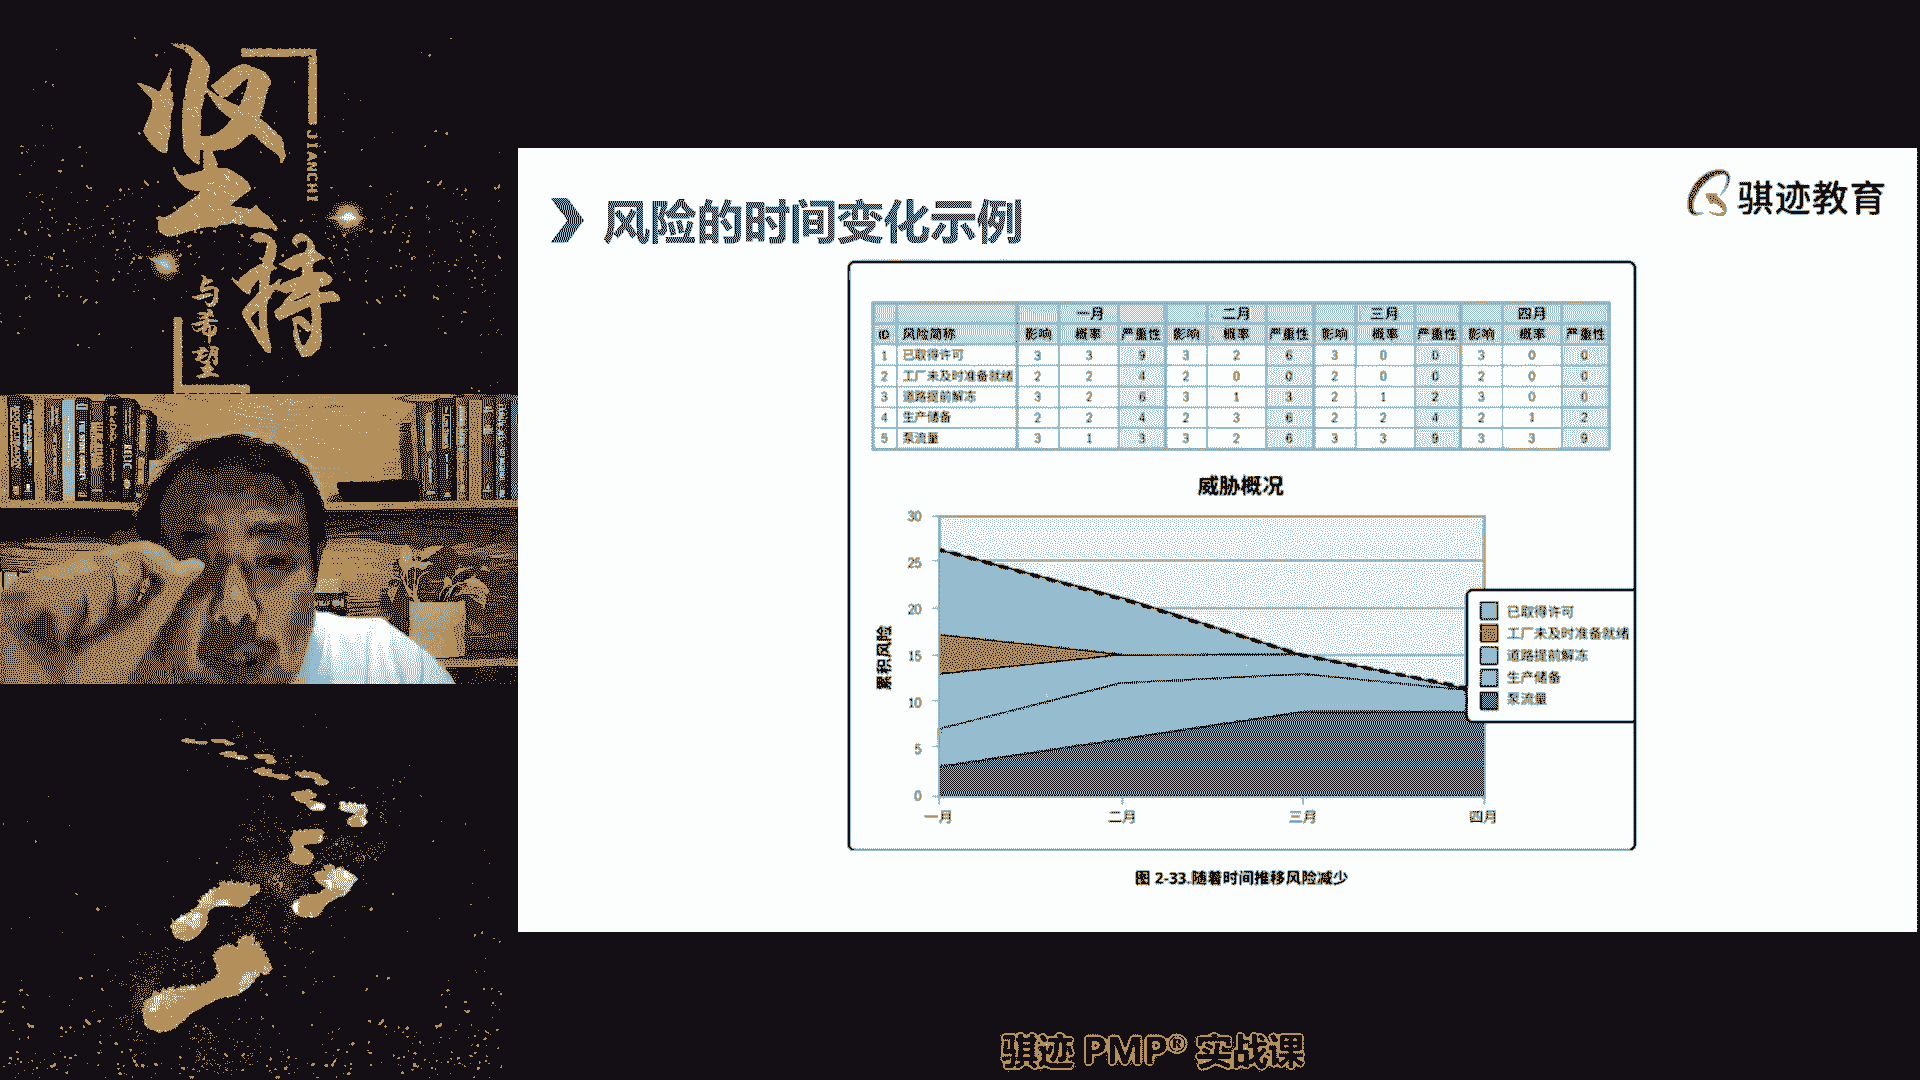 坚持
JIANCHI
与希望
风险的时间变化示例
骐迹教育
一月 二月 三月 四月
ID 风险简称 影响 概率 严重性 影响 概率 严重性 影响 概率 严重性 影响 概率 严重性
1 已取得许可 3 3 9 3 2 6 3 0 0 3 0 0
2 工厂未及时准备就绪 2 2 4 2 0 0 2 0 0 2 0 0
3 道路提前解冻 3 2 6 3 1 3 2 1 2 3 0 0
4 生产储备 2 2 4 2 3 6 2 2 4 2 1 2
5 泵流量 3 1 3 3 2 6 3 3 9 3 3 9
威胁概况
30
25
20
15
10
5
0
累积风险
一月 二月 三月 四月
已取得许可
工厂未及时准备就绪
道路提前解冻
生产储备
泵流量
图 2-33.随着时间推移风险减少
骐迹 PMP® 实战课